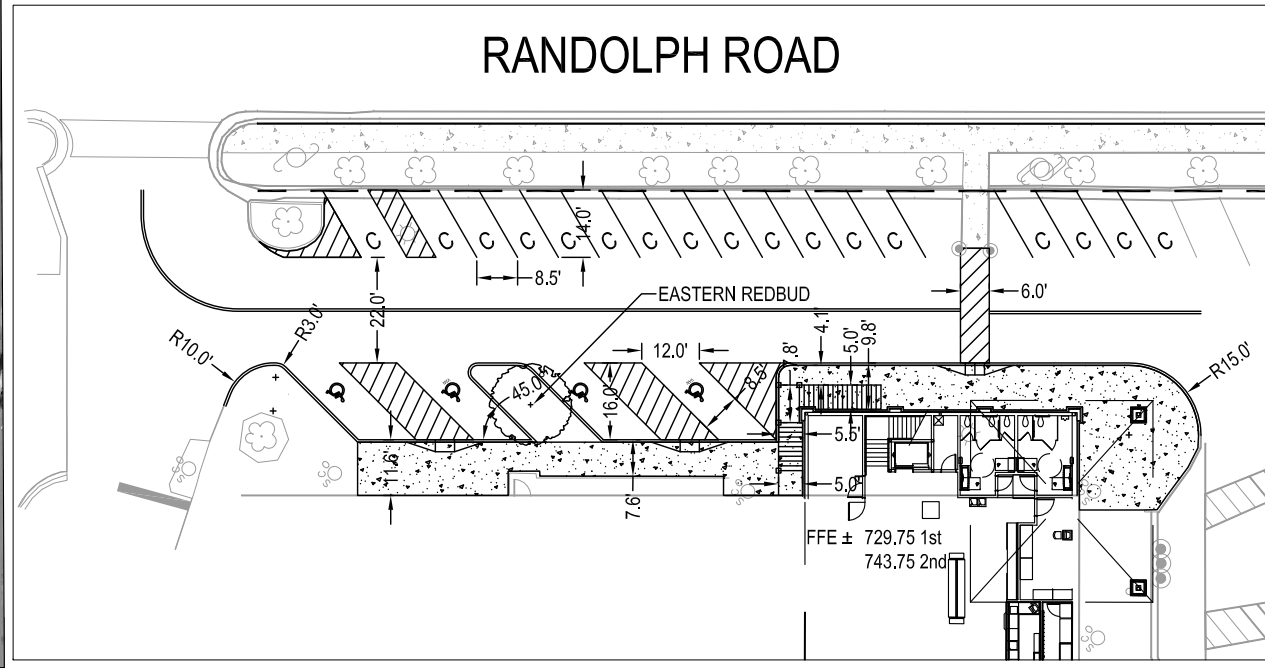 RANDOLPH ROAD
C C C C C C C C C C C C C C C C C C
14.0'
8.5'
22.0'
EASTERN REDBUD
6.0'
R10.0'
R3.0'
12.0'
4.1'
5.0'
9.8'
.8'
R15.0'
45.0°
16.0'
8.5'
11.6'
7.6'
5.5'
5.0'
FFE ± 729.75 1st
743.75 2nd